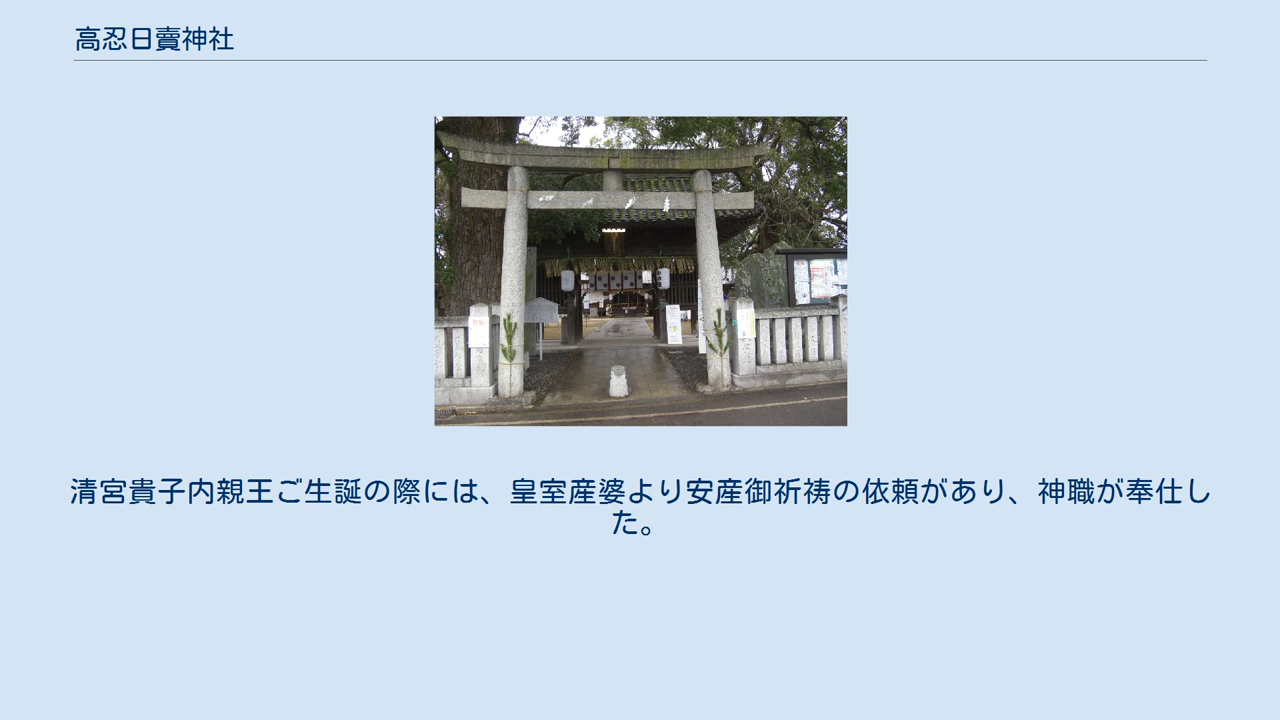 高忍日賣神社
清宮貴子内親王ご生誕の際には、皇室産婆より安産御祈祷の依頼があり、神職が奉仕し
た。